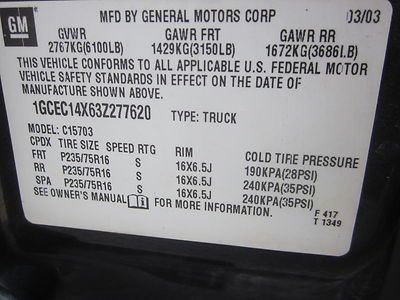 GM
MFD BY GENERAL MOTORS CORP 03/03
GVWR GAWR FRT GAWR RR
2767KG(6100LB) 1429KG(3150LB) 1672KG(3686LB)
THIS VEHICLE CONFORMS TO ALL APPLICABLE U.S. FEDERAL MOTOR
VEHICLE SAFETY STANDARDS IN EFFECT ON THE DATE OF
MANUFACTURE SHOWN ABOVE.
1GCEC14X63Z277620 TYPE: TRUCK
MODEL: C15703
CPDX TIRE SIZE SPEED RTG RIM COLD TIRE PRESSURE
FRT P235/75R16 S 16X6.5J 190KPA(28PSI)
RR P235/75R16 S 16X6.5J 240KPA(35PSI)
SPA P235/75R16 S 16X6.5J 240KPA(35PSI)
SEE OWNER'S MANUAL FOR MORE INFORMATION.
F 417
T 1349